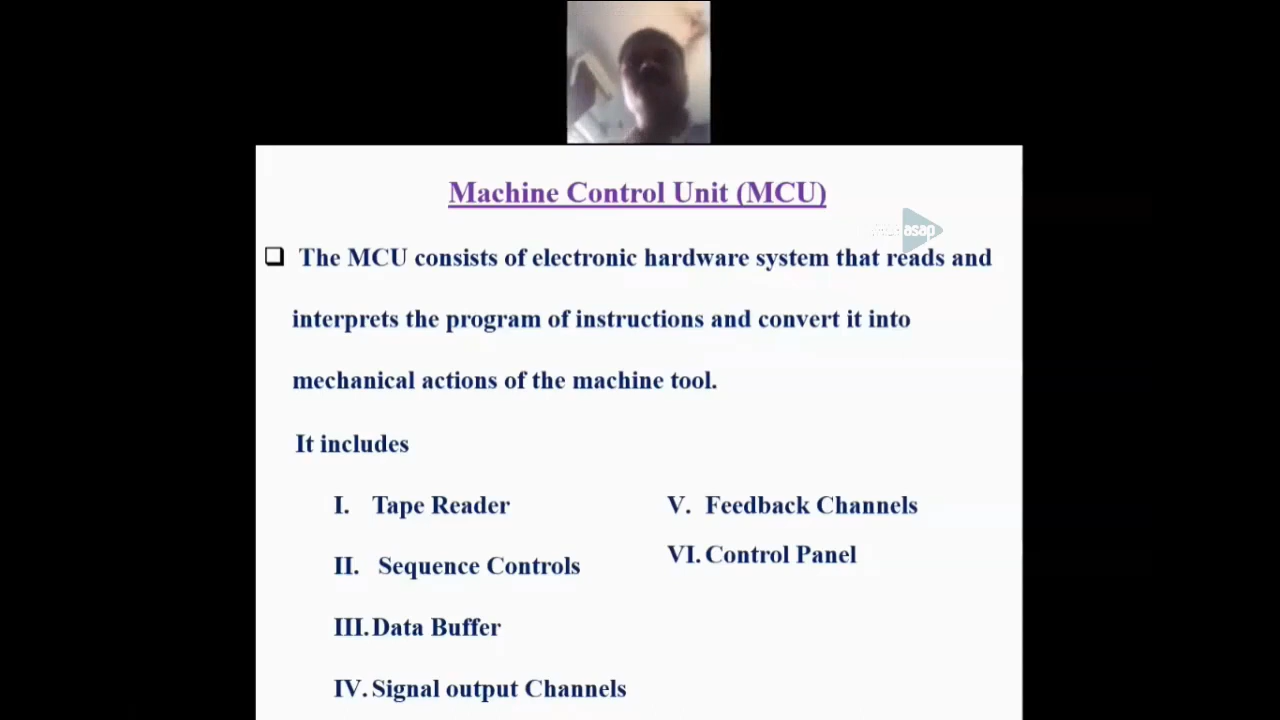 Machine Control Unit (MCU)
asap
The MCU consists of electronic hardware system that reads and
interprets the program of instructions and convert it into
mechanical actions of the machine tool.
It includes
I. Tape Reader
II. Sequence Controls
III. Data Buffer
IV. Signal output Channels
V. Feedback Channels
VI. Control Panel